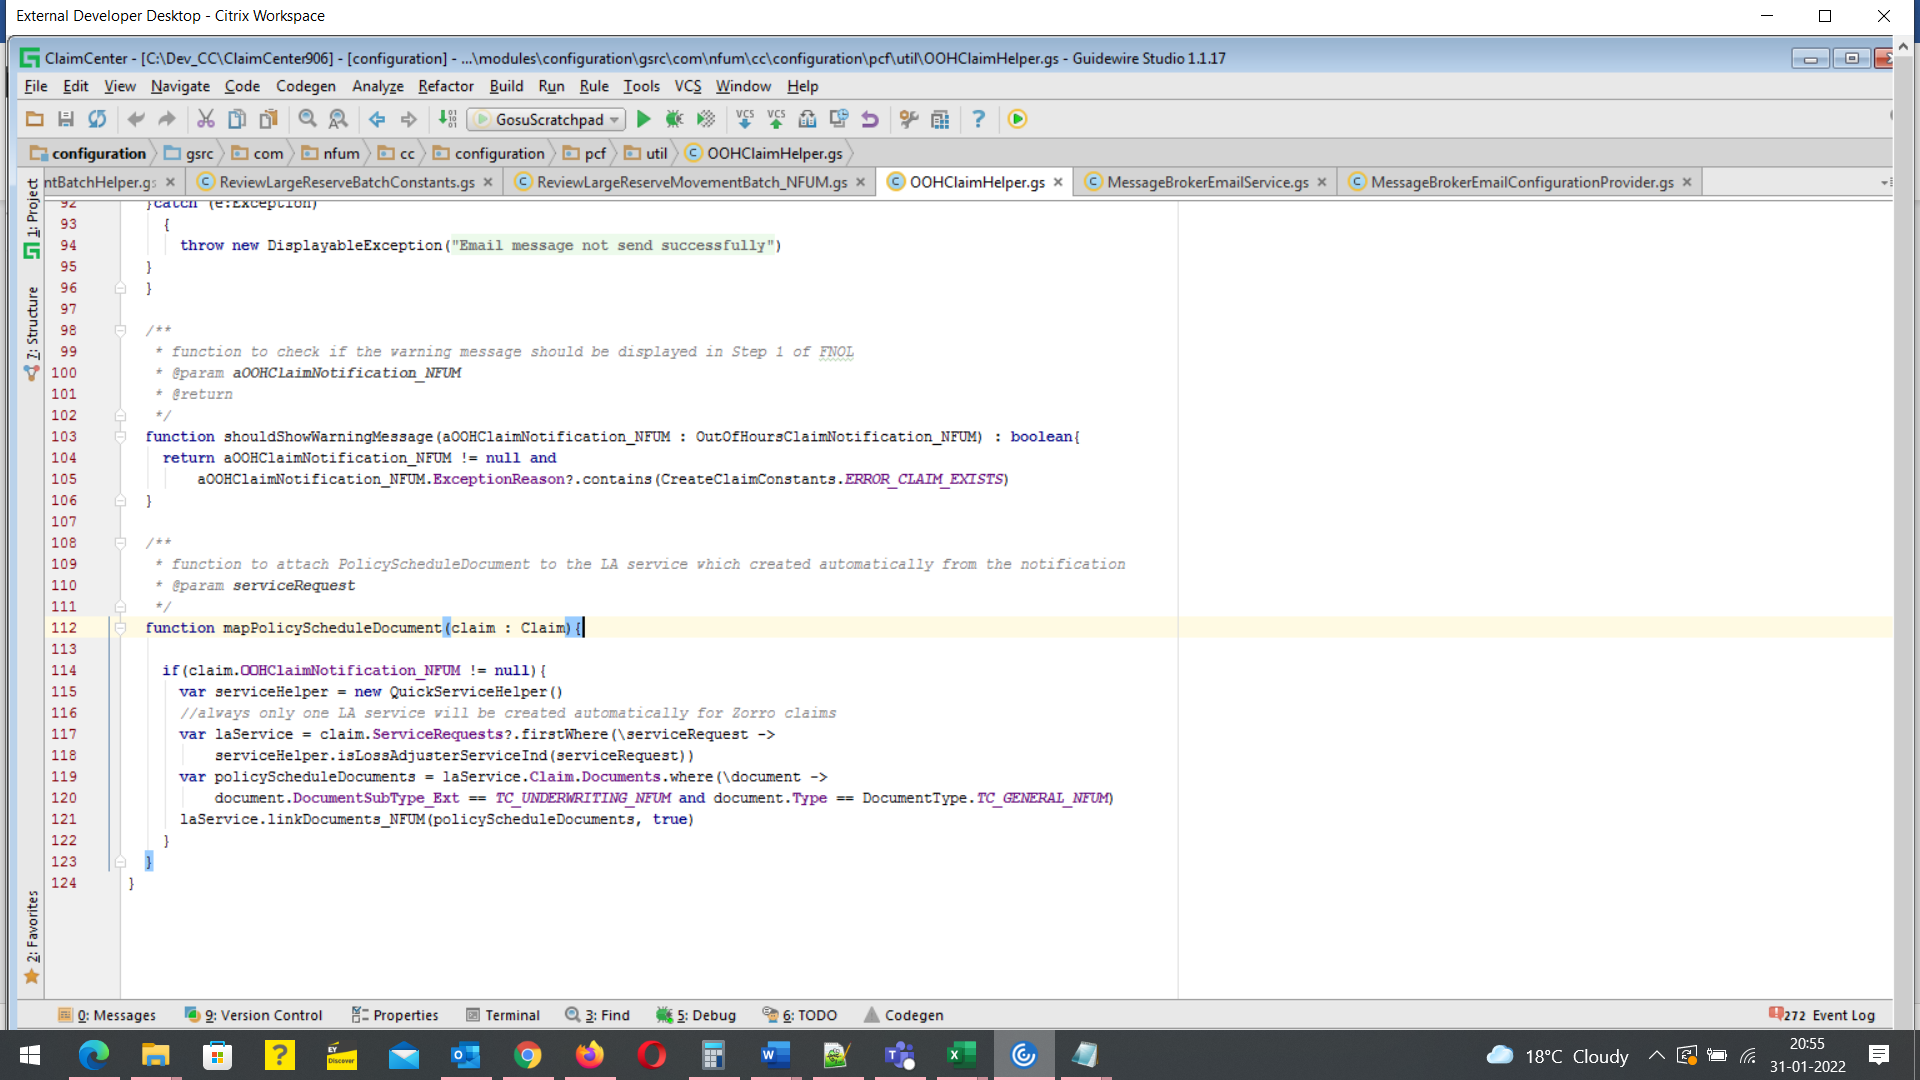 External Developer Desktop - Citrix Workspace
ClaimCenter - [C:\Dev_CC\ClaimCenter906] - [configuration] - ...\modules\configuration\gsrc\com\nfum\cc\configuration\pcf\util\OOHClaimHelper.gs - Guidewire Studio 1.1.17
File Edit View Navigate Code Codegen Analyze Refactor Build Run Rule Tools VCS Window Help
GosuScratchpad
VCS VCS
configuration gsrc com nfum cc configuration pcf util OOHClaimHelper.gs
ntBatchHelper.gs ReviewLargeReserveBatchConstants.gs ReviewLargeReserveMovementBatch_NFUM.gs OOHClaimHelper.gs MessageBrokerEmailService.gs MessageBrokerEmailConfigurationProvider.gs
1: Project
7: Structure
2: Favorites
92 }catch (e:Exception)
93 {
94 throw new DisplayableException("Email message not send successfully")
95 }
96 }
97
98 /**
99 * function to check if the warning message should be displayed in Step 1 of FNOL
100 * @param aOOHClaimNotification_NFUM
101 * @return
102 */
103 function shouldShowWarningMessage(aOOHClaimNotification_NFUM : OutOfHoursClaimNotification_NFUM) : boolean{
104 return aOOHClaimNotification_NFUM != null and
105 aOOHClaimNotification_NFUM.ExceptionReason?.contains(CreateClaimConstants.ERROR_CLAIM_EXISTS)
106 }
107
108 /**
109 * function to attach PolicyScheduleDocument to the LA service which created automatically from the notification
110 * @param serviceRequest
111 */
112 function mapPolicyScheduleDocument(claim : Claim){
113
114 if(claim.OOHClaimNotification_NFUM != null){
115 var serviceHelper = new QuickServiceHelper()
116 //always only one LA service will be created automatically for Zorro claims
117 var laService = claim.ServiceRequests?.firstWhere(\serviceRequest ->
118 serviceHelper.isLossAdjusterServiceInd(serviceRequest))
119 var policyScheduleDocuments = laService.Claim.Documents.where(\document ->
120 document.DocumentSubType_Ext == TC_UNDERWRITING_NFUM and document.Type == DocumentType.TC_GENERAL_NFUM)
121 laService.linkDocuments_NFUM(policyScheduleDocuments, true)
122 }
123 }
124 }
0: Messages 9: Version Control Properties Terminal 3: Find 5: Debug 6: TODO Codegen 272 Event Log
EY
Discover
18°C Cloudy
20:55
31-01-2022